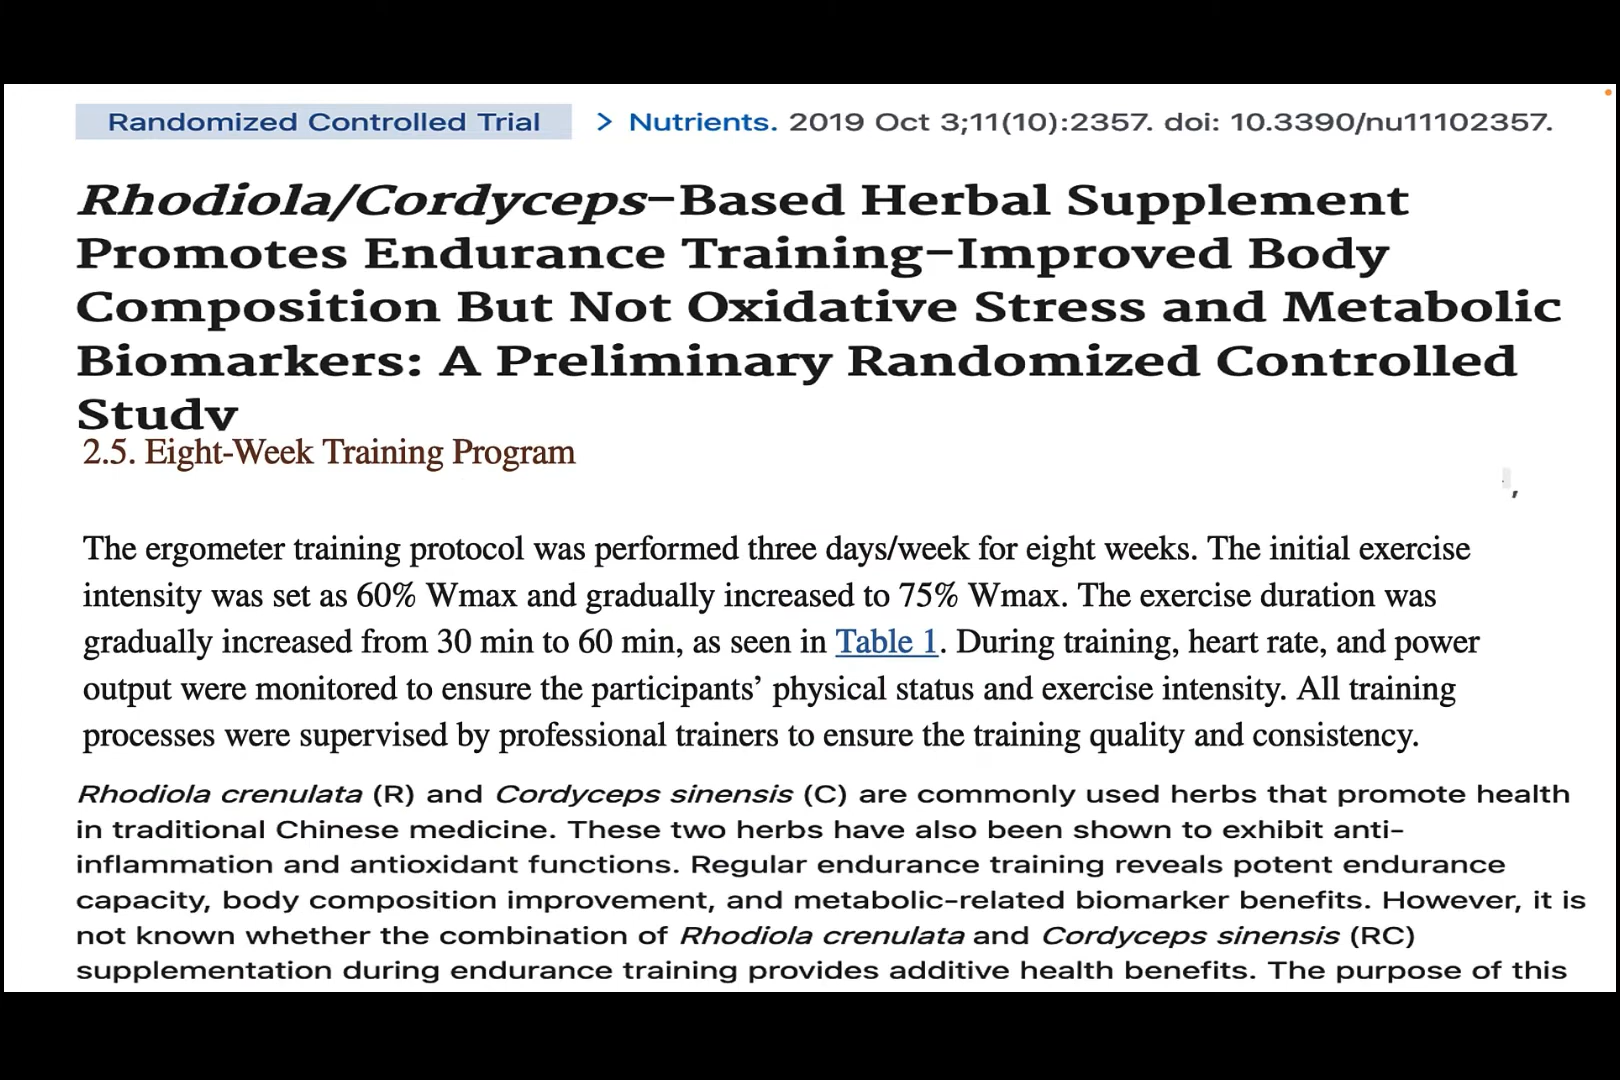 Randomized Controlled Trial > Nutrients. 2019 Oct 3;11(10):2357. doi: 10.3390/nu11102357.
Rhodiola/Cordyceps–Based Herbal Supplement
Promotes Endurance Training–Improved Body
Composition But Not Oxidative Stress and Metabolic
Biomarkers: A Preliminary Randomized Controlled
Study
2.5. Eight-Week Training Program
The ergometer training protocol was performed three days/week for eight weeks. The initial exercise
intensity was set as 60% Wmax and gradually increased to 75% Wmax. The exercise duration was
gradually increased from 30 min to 60 min, as seen in Table 1. During training, heart rate, and power
output were monitored to ensure the participants’ physical status and exercise intensity. All training
processes were supervised by professional trainers to ensure the training quality and consistency.
Rhodiola crenulata (R) and Cordyceps sinensis (C) are commonly used herbs that promote health
in traditional Chinese medicine. These two herbs have also been shown to exhibit anti-
inflammation and antioxidant functions. Regular endurance training reveals potent endurance
capacity, body composition improvement, and metabolic-related biomarker benefits. However, it is
not known whether the combination of Rhodiola crenulata and Cordyceps sinensis (RC)
supplementation during endurance training provides additive health benefits. The purpose of this